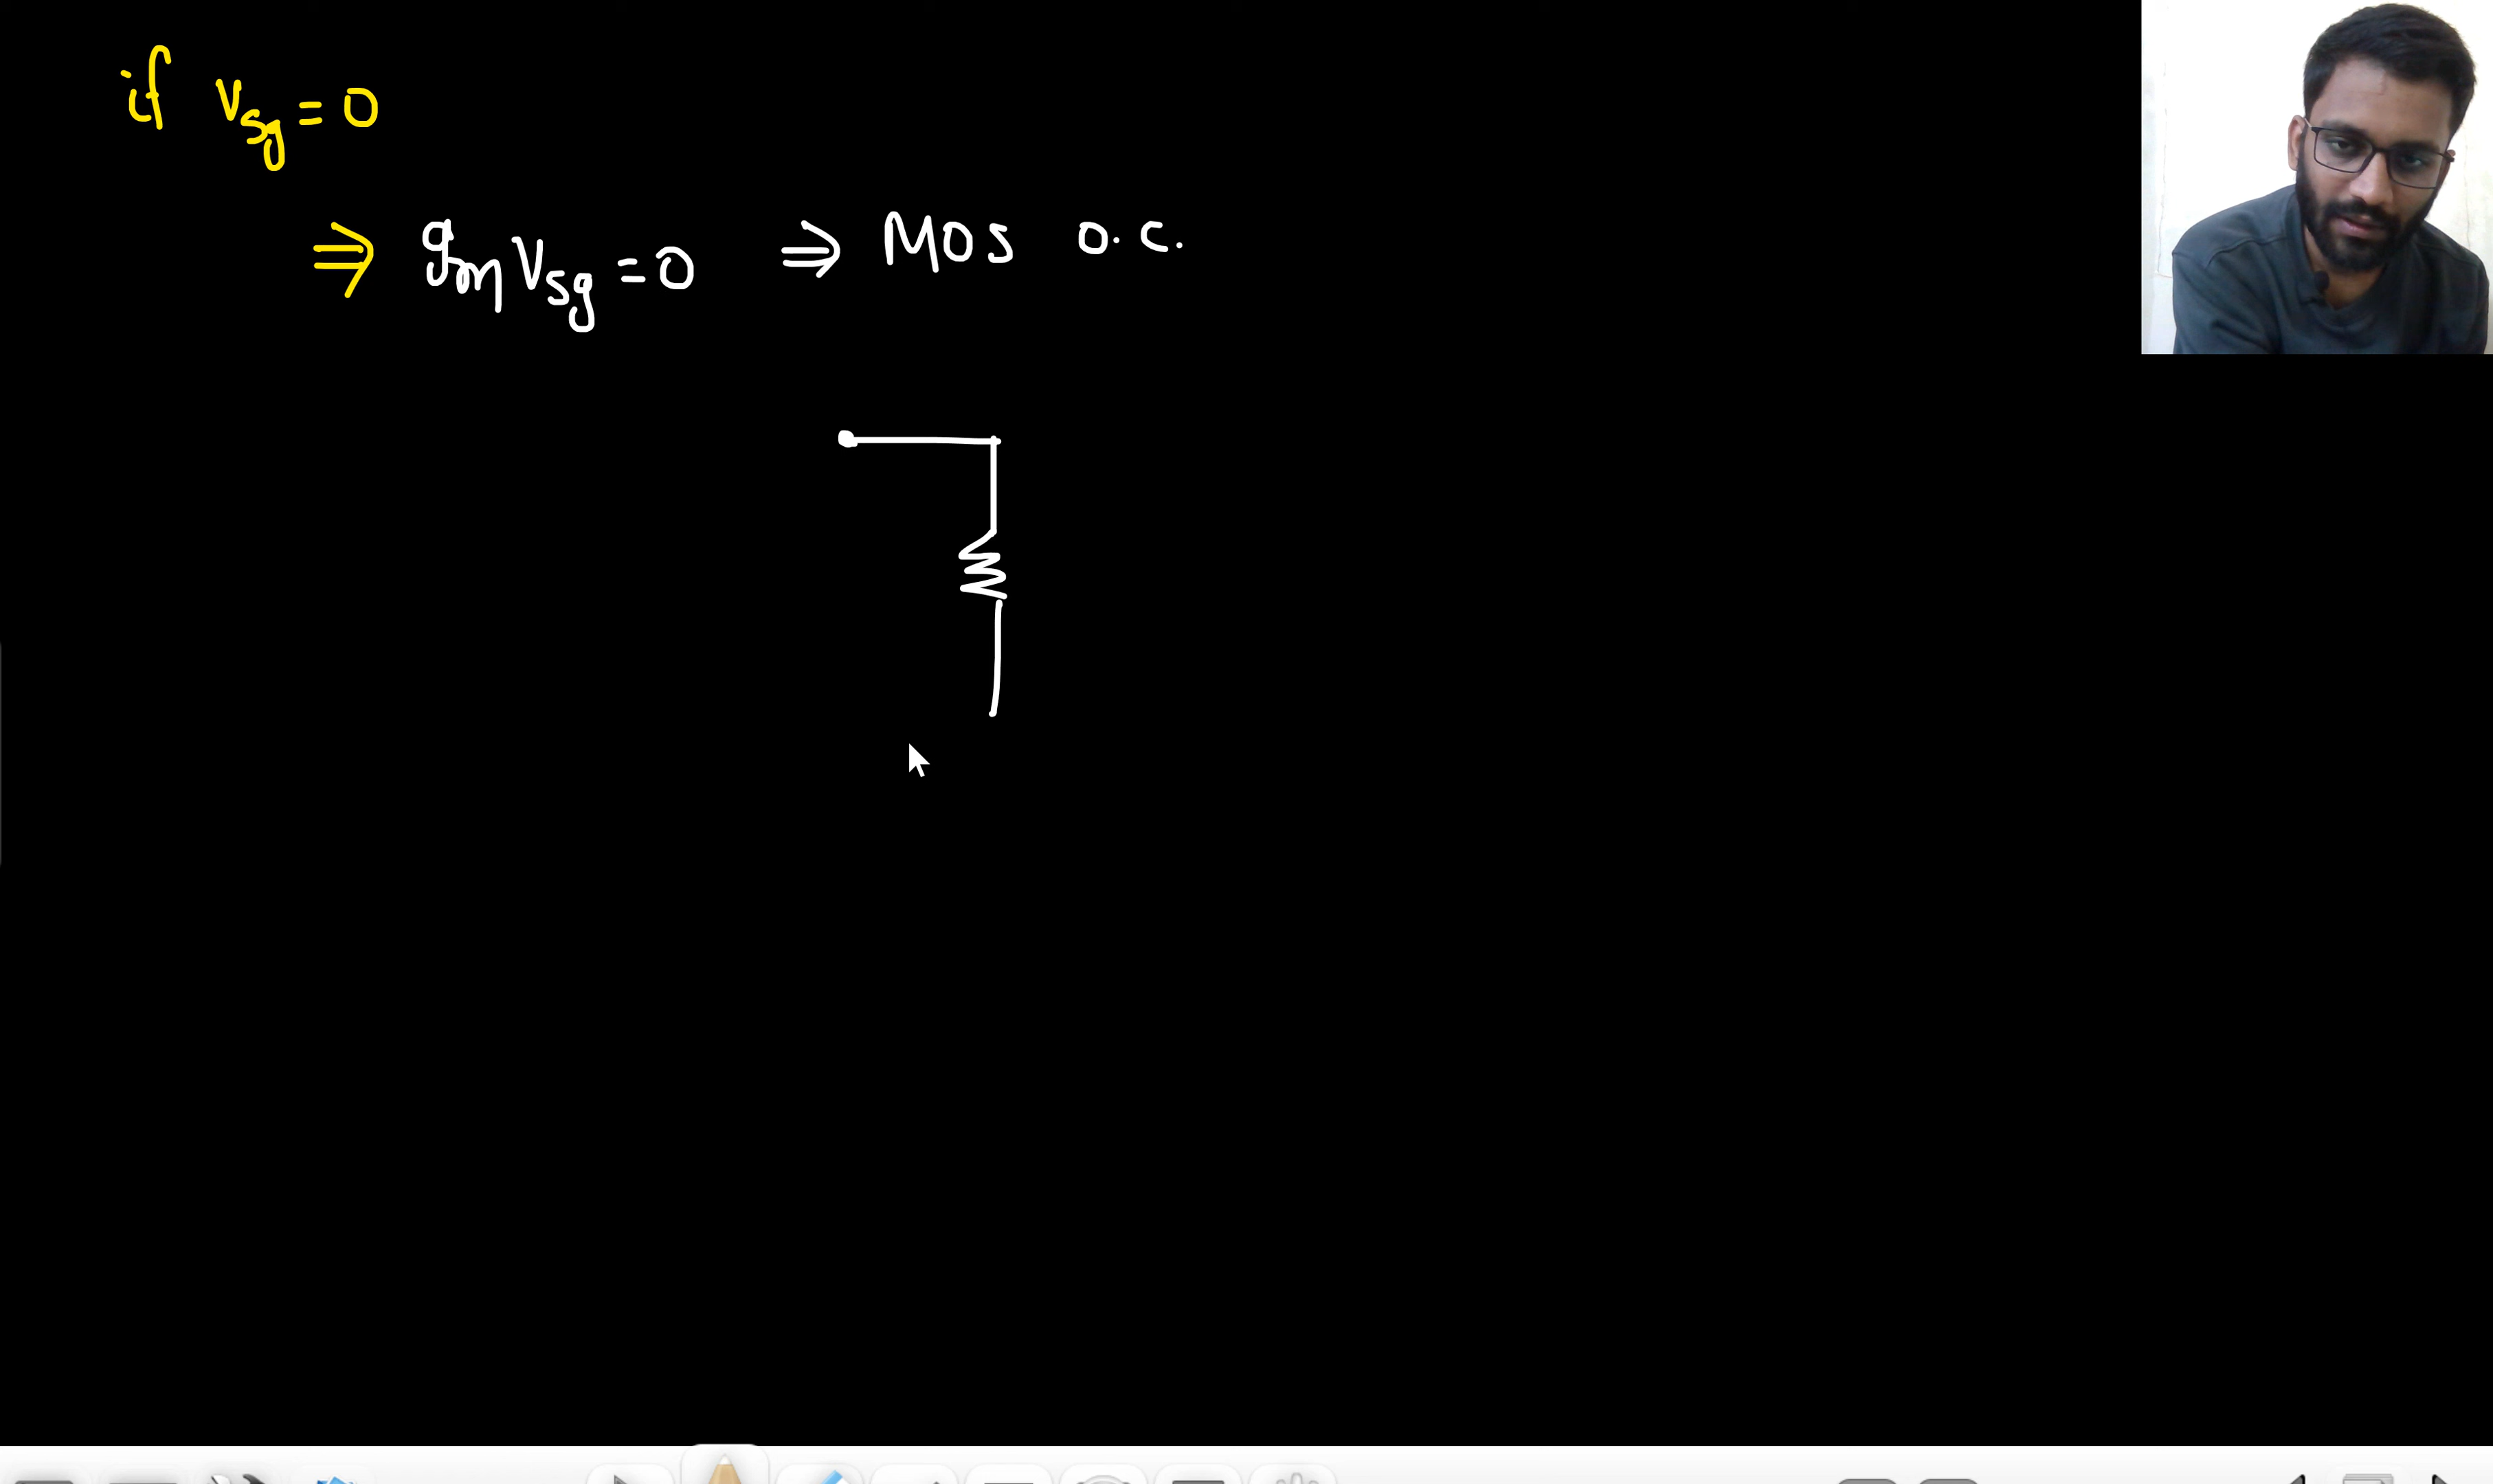 if Vsg = 0
⇒ gmVsg = 0 ⇒ MOS o.c.